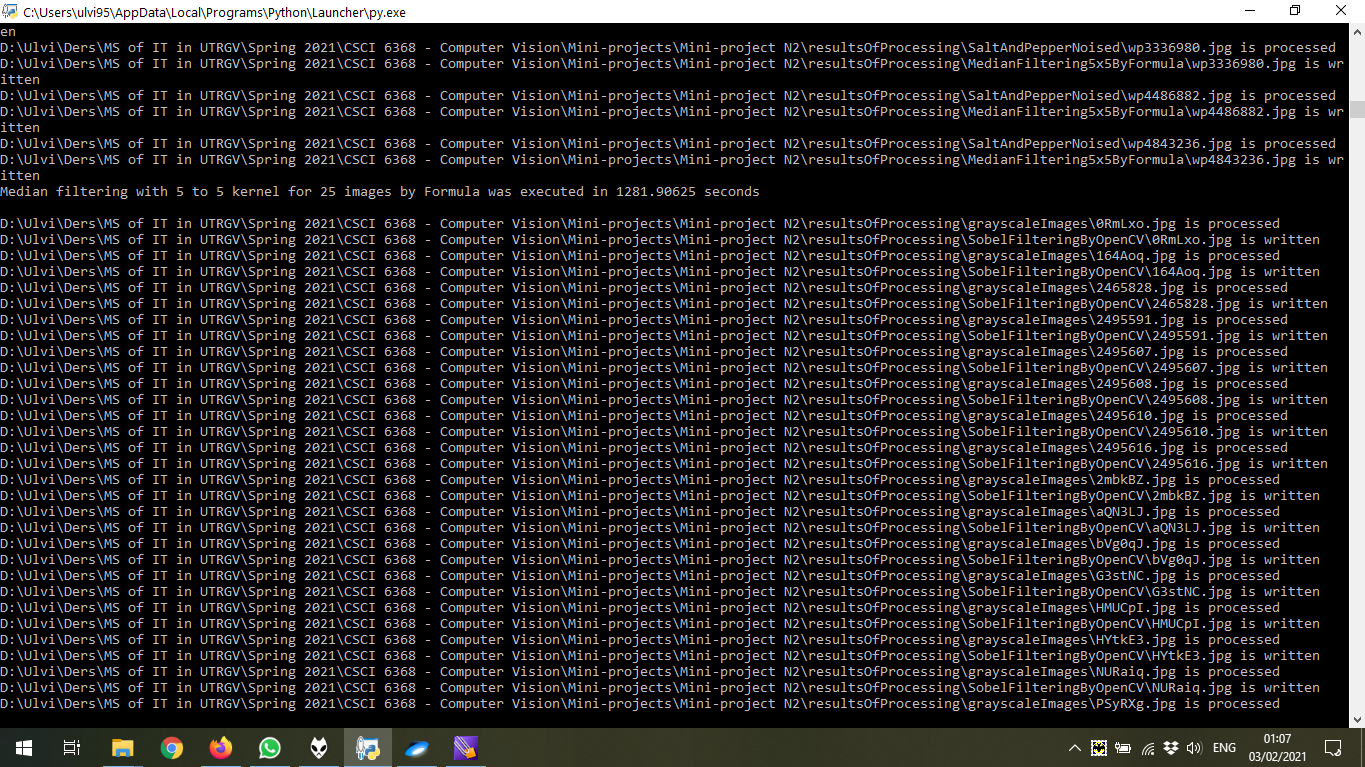 C:\Users\ulvi95\AppData\Local\Programs\Python\Launcher\py.exe
en
D:\Ulvi\Ders\MS of IT in UTRGV\Spring 2021\CSCI 6368 - Computer Vision\Mini-projects\Mini-project N2\resultsOfProcessing\SaltAndPepperNoised\wp3336980.jpg is processed
D:\Ulvi\Ders\MS of IT in UTRGV\Spring 2021\CSCI 6368 - Computer Vision\Mini-projects\Mini-project N2\resultsOfProcessing\MedianFiltering5x5ByFormula\wp3336980.jpg is wr
itten
D:\Ulvi\Ders\MS of IT in UTRGV\Spring 2021\CSCI 6368 - Computer Vision\Mini-projects\Mini-project N2\resultsOfProcessing\SaltAndPepperNoised\wp4486882.jpg is processed
D:\Ulvi\Ders\MS of IT in UTRGV\Spring 2021\CSCI 6368 - Computer Vision\Mini-projects\Mini-project N2\resultsOfProcessing\MedianFiltering5x5ByFormula\wp4486882.jpg is wr
itten
D:\Ulvi\Ders\MS of IT in UTRGV\Spring 2021\CSCI 6368 - Computer Vision\Mini-projects\Mini-project N2\resultsOfProcessing\SaltAndPepperNoised\wp4843236.jpg is processed
D:\Ulvi\Ders\MS of IT in UTRGV\Spring 2021\CSCI 6368 - Computer Vision\Mini-projects\Mini-project N2\resultsOfProcessing\MedianFiltering5x5ByFormula\wp4843236.jpg is wr
itten
Median filtering with 5 to 5 kernel for 25 images by Formula was executed in 1281.90625 seconds
D:\Ulvi\Ders\MS of IT in UTRGV\Spring 2021\CSCI 6368 - Computer Vision\Mini-projects\Mini-project N2\resultsOfProcessing\grayscaleImages\0RmLxo.jpg is processed
D:\Ulvi\Ders\MS of IT in UTRGV\Spring 2021\CSCI 6368 - Computer Vision\Mini-projects\Mini-project N2\resultsOfProcessing\SobelFilteringByOpenCV\0RmLxo.jpg is written
D:\Ulvi\Ders\MS of IT in UTRGV\Spring 2021\CSCI 6368 - Computer Vision\Mini-projects\Mini-project N2\resultsOfProcessing\grayscaleImages\164Aoq.jpg is processed
D:\Ulvi\Ders\MS of IT in UTRGV\Spring 2021\CSCI 6368 - Computer Vision\Mini-projects\Mini-project N2\resultsOfProcessing\SobelFilteringByOpenCV\164Aoq.jpg is written
D:\Ulvi\Ders\MS of IT in UTRGV\Spring 2021\CSCI 6368 - Computer Vision\Mini-projects\Mini-project N2\resultsOfProcessing\grayscaleImages\2465828.jpg is processed
D:\Ulvi\Ders\MS of IT in UTRGV\Spring 2021\CSCI 6368 - Computer Vision\Mini-projects\Mini-project N2\resultsOfProcessing\SobelFilteringByOpenCV\2465828.jpg is written
D:\Ulvi\Ders\MS of IT in UTRGV\Spring 2021\CSCI 6368 - Computer Vision\Mini-projects\Mini-project N2\resultsOfProcessing\grayscaleImages\2495591.jpg is processed
D:\Ulvi\Ders\MS of IT in UTRGV\Spring 2021\CSCI 6368 - Computer Vision\Mini-projects\Mini-project N2\resultsOfProcessing\SobelFilteringByOpenCV\2495591.jpg is written
D:\Ulvi\Ders\MS of IT in UTRGV\Spring 2021\CSCI 6368 - Computer Vision\Mini-projects\Mini-project N2\resultsOfProcessing\grayscaleImages\2495607.jpg is processed
D:\Ulvi\Ders\MS of IT in UTRGV\Spring 2021\CSCI 6368 - Computer Vision\Mini-projects\Mini-project N2\resultsOfProcessing\SobelFilteringByOpenCV\2495607.jpg is written
D:\Ulvi\Ders\MS of IT in UTRGV\Spring 2021\CSCI 6368 - Computer Vision\Mini-projects\Mini-project N2\resultsOfProcessing\grayscaleImages\2495608.jpg is processed
D:\Ulvi\Ders\MS of IT in UTRGV\Spring 2021\CSCI 6368 - Computer Vision\Mini-projects\Mini-project N2\resultsOfProcessing\SobelFilteringByOpenCV\2495608.jpg is written
D:\Ulvi\Ders\MS of IT in UTRGV\Spring 2021\CSCI 6368 - Computer Vision\Mini-projects\Mini-project N2\resultsOfProcessing\grayscaleImages\2495610.jpg is processed
D:\Ulvi\Ders\MS of IT in UTRGV\Spring 2021\CSCI 6368 - Computer Vision\Mini-projects\Mini-project N2\resultsOfProcessing\SobelFilteringByOpenCV\2495610.jpg is written
D:\Ulvi\Ders\MS of IT in UTRGV\Spring 2021\CSCI 6368 - Computer Vision\Mini-projects\Mini-project N2\resultsOfProcessing\grayscaleImages\2495616.jpg is processed
D:\Ulvi\Ders\MS of IT in UTRGV\Spring 2021\CSCI 6368 - Computer Vision\Mini-projects\Mini-project N2\resultsOfProcessing\SobelFilteringByOpenCV\2495616.jpg is written
D:\Ulvi\Ders\MS of IT in UTRGV\Spring 2021\CSCI 6368 - Computer Vision\Mini-projects\Mini-project N2\resultsOfProcessing\grayscaleImages\2mbkBZ.jpg is processed
D:\Ulvi\Ders\MS of IT in UTRGV\Spring 2021\CSCI 6368 - Computer Vision\Mini-projects\Mini-project N2\resultsOfProcessing\SobelFilteringByOpenCV\2mbkBZ.jpg is written
D:\Ulvi\Ders\MS of IT in UTRGV\Spring 2021\CSCI 6368 - Computer Vision\Mini-projects\Mini-project N2\resultsOfProcessing\grayscaleImages\aQN3LJ.jpg is processed
D:\Ulvi\Ders\MS of IT in UTRGV\Spring 2021\CSCI 6368 - Computer Vision\Mini-projects\Mini-project N2\resultsOfProcessing\SobelFilteringByOpenCV\aQN3LJ.jpg is written
D:\Ulvi\Ders\MS of IT in UTRGV\Spring 2021\CSCI 6368 - Computer Vision\Mini-projects\Mini-project N2\resultsOfProcessing\grayscaleImages\bVg0qJ.jpg is processed
D:\Ulvi\Ders\MS of IT in UTRGV\Spring 2021\CSCI 6368 - Computer Vision\Mini-projects\Mini-project N2\resultsOfProcessing\SobelFilteringByOpenCV\bVg0qJ.jpg is written
D:\Ulvi\Ders\MS of IT in UTRGV\Spring 2021\CSCI 6368 - Computer Vision\Mini-projects\Mini-project N2\resultsOfProcessing\grayscaleImages\G3stNC.jpg is processed
D:\Ulvi\Ders\MS of IT in UTRGV\Spring 2021\CSCI 6368 - Computer Vision\Mini-projects\Mini-project N2\resultsOfProcessing\SobelFilteringByOpenCV\G3stNC.jpg is written
D:\Ulvi\Ders\MS of IT in UTRGV\Spring 2021\CSCI 6368 - Computer Vision\Mini-projects\Mini-project N2\resultsOfProcessing\grayscaleImages\HMUCpI.jpg is processed
D:\Ulvi\Ders\MS of IT in UTRGV\Spring 2021\CSCI 6368 - Computer Vision\Mini-projects\Mini-project N2\resultsOfProcessing\SobelFilteringByOpenCV\HMUCpI.jpg is written
D:\Ulvi\Ders\MS of IT in UTRGV\Spring 2021\CSCI 6368 - Computer Vision\Mini-projects\Mini-project N2\resultsOfProcessing\grayscaleImages\HYtkE3.jpg is processed
D:\Ulvi\Ders\MS of IT in UTRGV\Spring 2021\CSCI 6368 - Computer Vision\Mini-projects\Mini-project N2\resultsOfProcessing\SobelFilteringByOpenCV\HYtkE3.jpg is written
D:\Ulvi\Ders\MS of IT in UTRGV\Spring 2021\CSCI 6368 - Computer Vision\Mini-projects\Mini-project N2\resultsOfProcessing\grayscaleImages\NURaiq.jpg is processed
D:\Ulvi\Ders\MS of IT in UTRGV\Spring 2021\CSCI 6368 - Computer Vision\Mini-projects\Mini-project N2\resultsOfProcessing\SobelFilteringByOpenCV\NURaiq.jpg is written
D:\Ulvi\Ders\MS of IT in UTRGV\Spring 2021\CSCI 6368 - Computer Vision\Mini-projects\Mini-project N2\resultsOfProcessing\grayscaleImages\PSyRXg.jpg is processed
ENG
01:07
03/02/2021